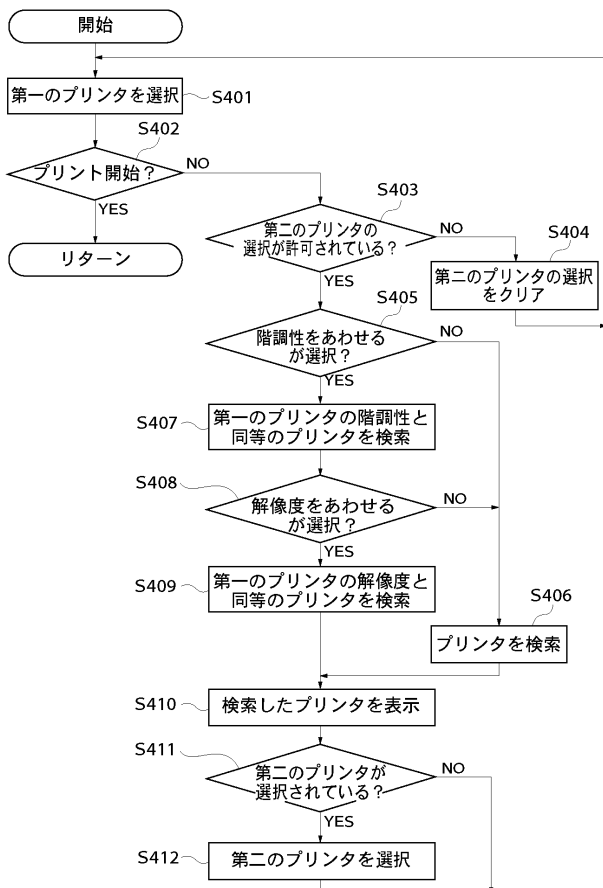 開始
第一のプリンタを選択
S401
S402
プリント開始?
NO
YES
リターン
S403
第二のプリンタの
選択が許可されている?
NO
YES
S404
第二のプリンタの選択
をクリア
S405
階調性をあわせる
が選択?
NO
YES
S407
第一のプリンタの階調性と
同等のプリンタを検索
S408
解像度をあわせる
が選択?
NO
YES
S409
第一のプリンタの解像度と
同等のプリンタを検索
S406
プリンタを検索
S410
検索したプリンタを表示
S411
第二のプリンタが
選択されている?
NO
YES
S412
第二のプリンタを選択